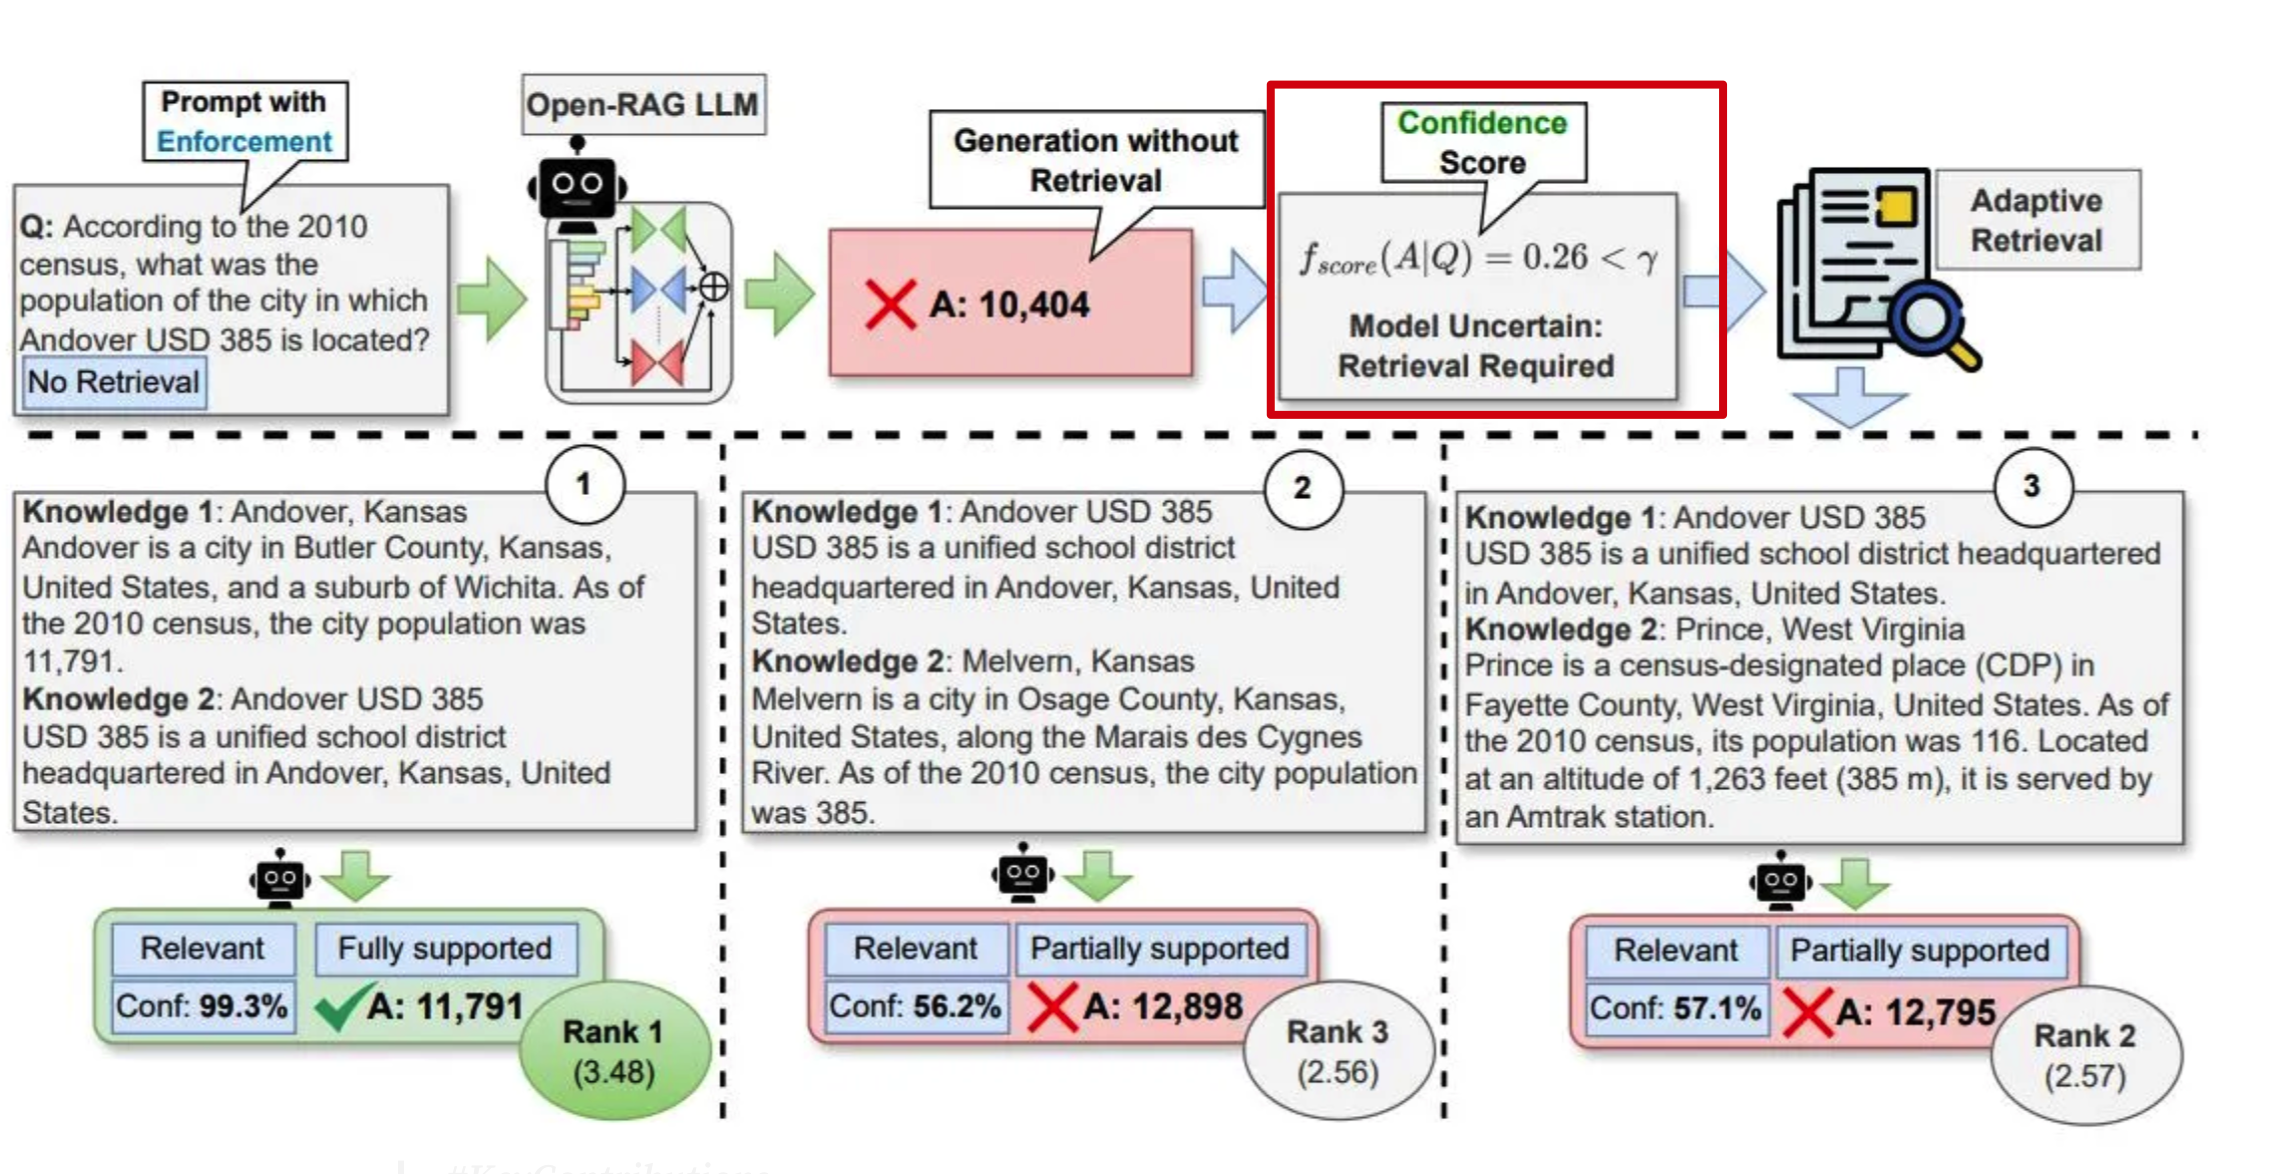 Prompt with
Enforcement
Q: According to the 2010
census, what was the
population of the city in which
Andover USD 385 is located?
No Retrieval
Open-RAG LLM
Generation without
Retrieval
A: 10,404
Confidence
Score
f_score(A|Q) = 0.26 < γ
Model Uncertain:
Retrieval Required
Adaptive
Retrieval
1
Knowledge 1: Andover, Kansas
Andover is a city in Butler County, Kansas,
United States, and a suburb of Wichita. As of
the 2010 census, the city population was
11,791.
Knowledge 2: Andover USD 385
USD 385 is a unified school district
headquartered in Andover, Kansas, United
States.
Relevant
Fully supported
Conf: 99.3%
A: 11,791
Rank 1
(3.48)
2
Knowledge 1: Andover USD 385
USD 385 is a unified school district
headquartered in Andover, Kansas, United
States.
Knowledge 2: Melvern, Kansas
Melvern is a city in Osage County, Kansas,
United States, along the Marais des Cygnes
River. As of the 2010 census, the city population
was 385.
Relevant
Partially supported
Conf: 56.2%
A: 12,898
Rank 3
(2.56)
3
Knowledge 1: Andover USD 385
USD 385 is a unified school district headquartered
in Andover, Kansas, United States.
Knowledge 2: Prince, West Virginia
Prince is a census-designated place (CDP) in
Fayette County, West Virginia, United States. As of
the 2010 census, its population was 116. Located
at an altitude of 1,263 feet (385 m), it is served by
an Amtrak station.
Relevant
Partially supported
Conf: 57.1%
A: 12,795
Rank 2
(2.57)